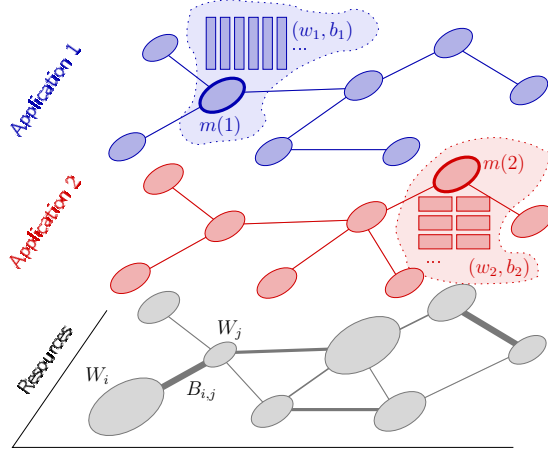 Application 1
(w₁, b₁)
...
m(1)
Application 2
m(2)
...
(w₂, b₂)
Resources
Wⱼ
Wᵢ
Bᵢ,ⱼ